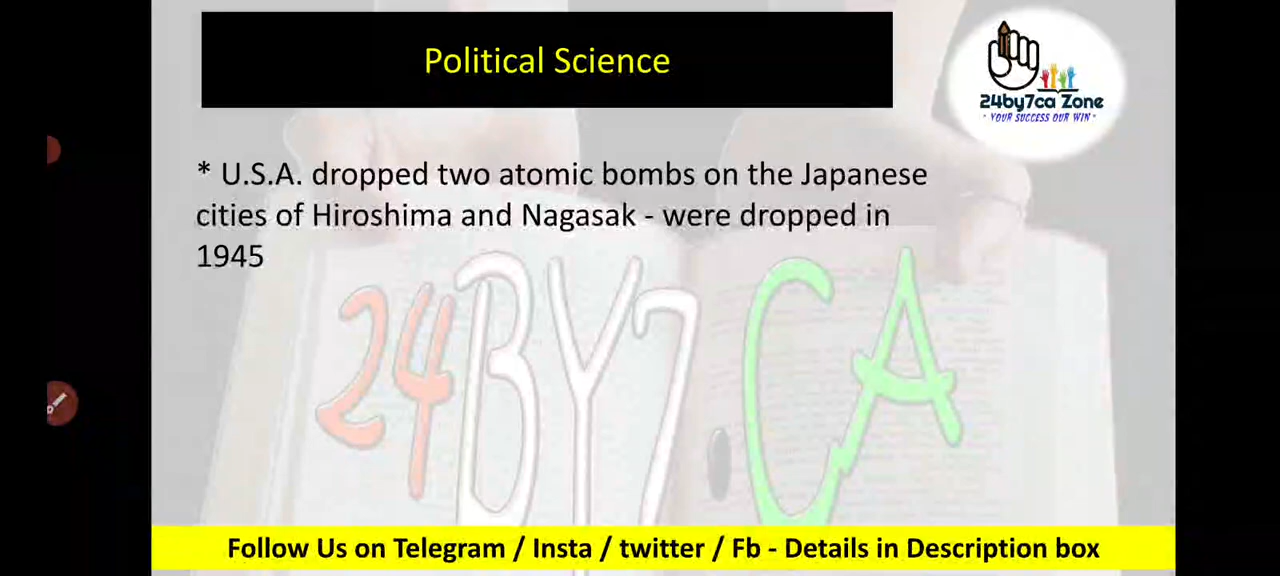 Political Science
24by7ca Zone
" YOUR SUCCESS OUR WIN "
* U.S.A. dropped two atomic bombs on the Japanese
cities of Hiroshima and Nagasak - were dropped in
1945
24BY7 CA
Follow Us on Telegram / Insta / twitter / Fb - Details in Description box